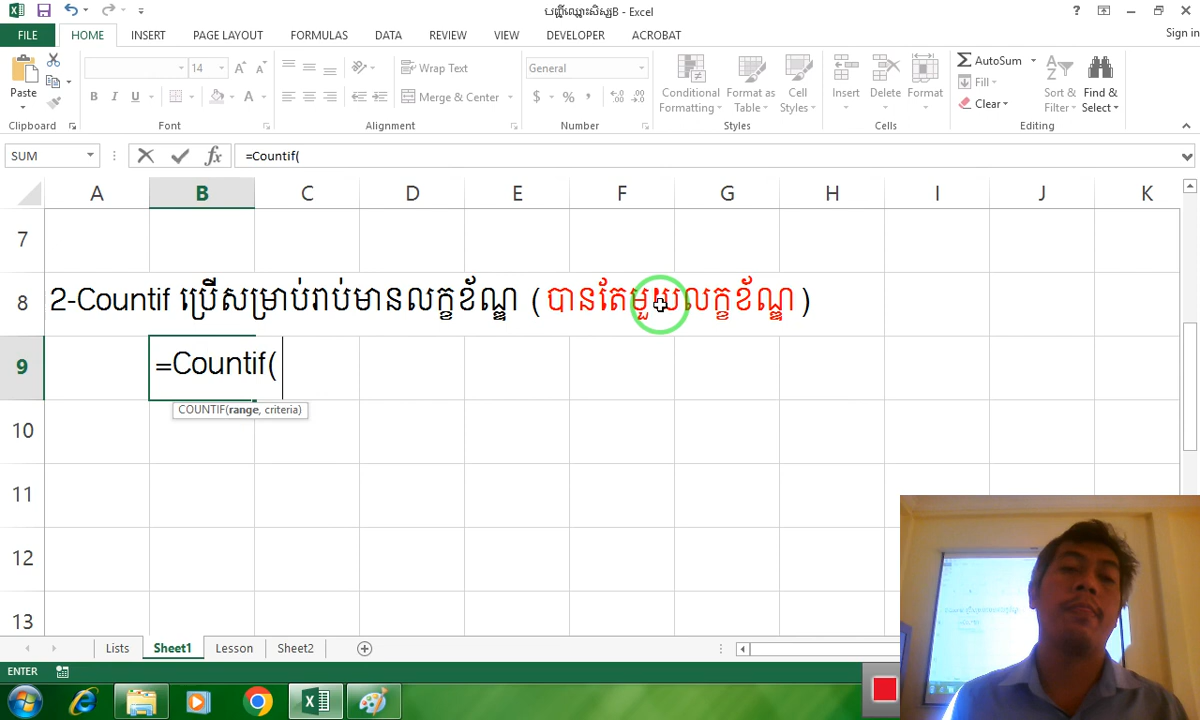 បញ្ជីឈ្មោះសិស្សB - Excel
Sign in
FILE HOME INSERT PAGE LAYOUT FORMULAS DATA REVIEW VIEW DEVELOPER ACROBAT
Paste
14
Wrap Text
Merge & Center
General
Conditional Formatting
Format as Table
Cell Styles
Insert Delete Format
AutoSum
Fill
Clear
Sort & Filter
Find & Select
Clipboard Font Alignment Number Styles Cells Editing
SUM
=Countif(
A B C D E F G H I J K
7
8 2-Countif ប្រើសម្រាប់រាប់មានលក្ខខ័ណ្ឌ (បានតែមួយលក្ខខ័ណ្ឌ)
9 =Countif(
COUNTIF(range, criteria)
10
11
12
13
Lists Sheet1 Lesson Sheet2
ENTER